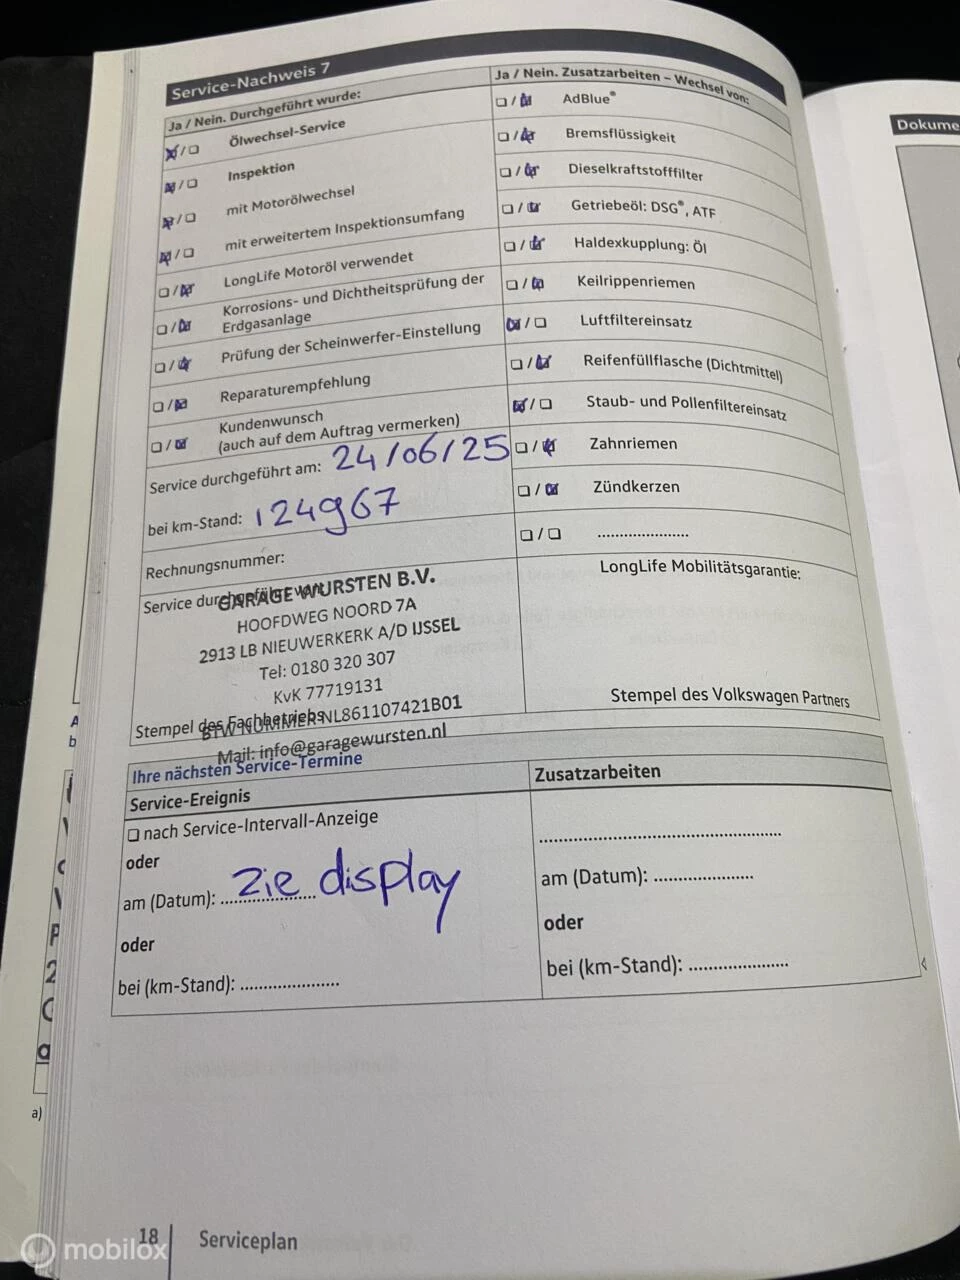 Service-Nachweis 7
Ja / Nein. Durchgeführt wurde:
Ölwechsel-Service
Inspektion
mit Motorölwechsel
mit erweitertem Inspektionsumfang
LongLife Motoröl verwendet
Korrosions- und Dichtheitsprüfung der
Erdgasanlage
Prüfung der Scheinwerfer-Einstellung
Reparaturempfehlung
Kundenwunsch
(auch auf dem Auftrag vermerken)
Service durchgeführt am: 24/06/25
bei km-Stand: 124967
Rechnungsnummer:
Service durchgeführt von:
GARAGE WURSTEN B.V.
HOOFDWEG NOORD 7A
2913 LB NIEUWERKERK A/D IJSSEL
Tel: 0180 320 307
KvK 77719131
BTW NUMMER NL861107421B01
Mail: info@garagewursten.nl
Stempel des Fachbetriebs
Ja / Nein. Zusatzarbeiten – Wechsel von:
AdBlue®
Bremsflüssigkeit
Dieselkraftstofffilter
Getriebeöl: DSG®, ATF
Haldexkupplung: Öl
Keilrippenriemen
Luftfiltereinsatz
Reifenfüllflasche (Dichtmittel)
Staub- und Pollenfiltereinsatz
Zahnriemen
Zündkerzen
.....................
LongLife Mobilitätsgarantie:
Stempel des Volkswagen Partners
Ihre nächsten Service-Termine
Service-Ereignis
nach Service-Intervall-Anzeige
oder
am (Datum): zie display
oder
bei (km-Stand): .....................
Zusatzarbeiten
.....................
am (Datum): .....................
oder
bei (km-Stand): .....................
18 Serviceplan
Dokume
a)
mobilox